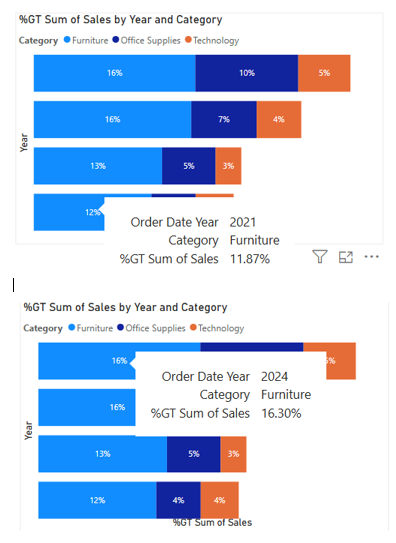 %GT Sum of Sales by Year and Category
Category Furniture Office Supplies Technology
16% 10% 5%
16% 7% 4%
13% 5% 3%
12%
Year
Order Date Year 2021
Category Furniture
%GT Sum of Sales 11.87%
%GT Sum of Sales by Year and Category
Category Furniture Office Supplies Technology
16%
Order Date Year 2024
Category Furniture
%GT Sum of Sales 16.30%
16%
13% 5% 3%
12% 4% 4%
Year
%GT Sum of Sales